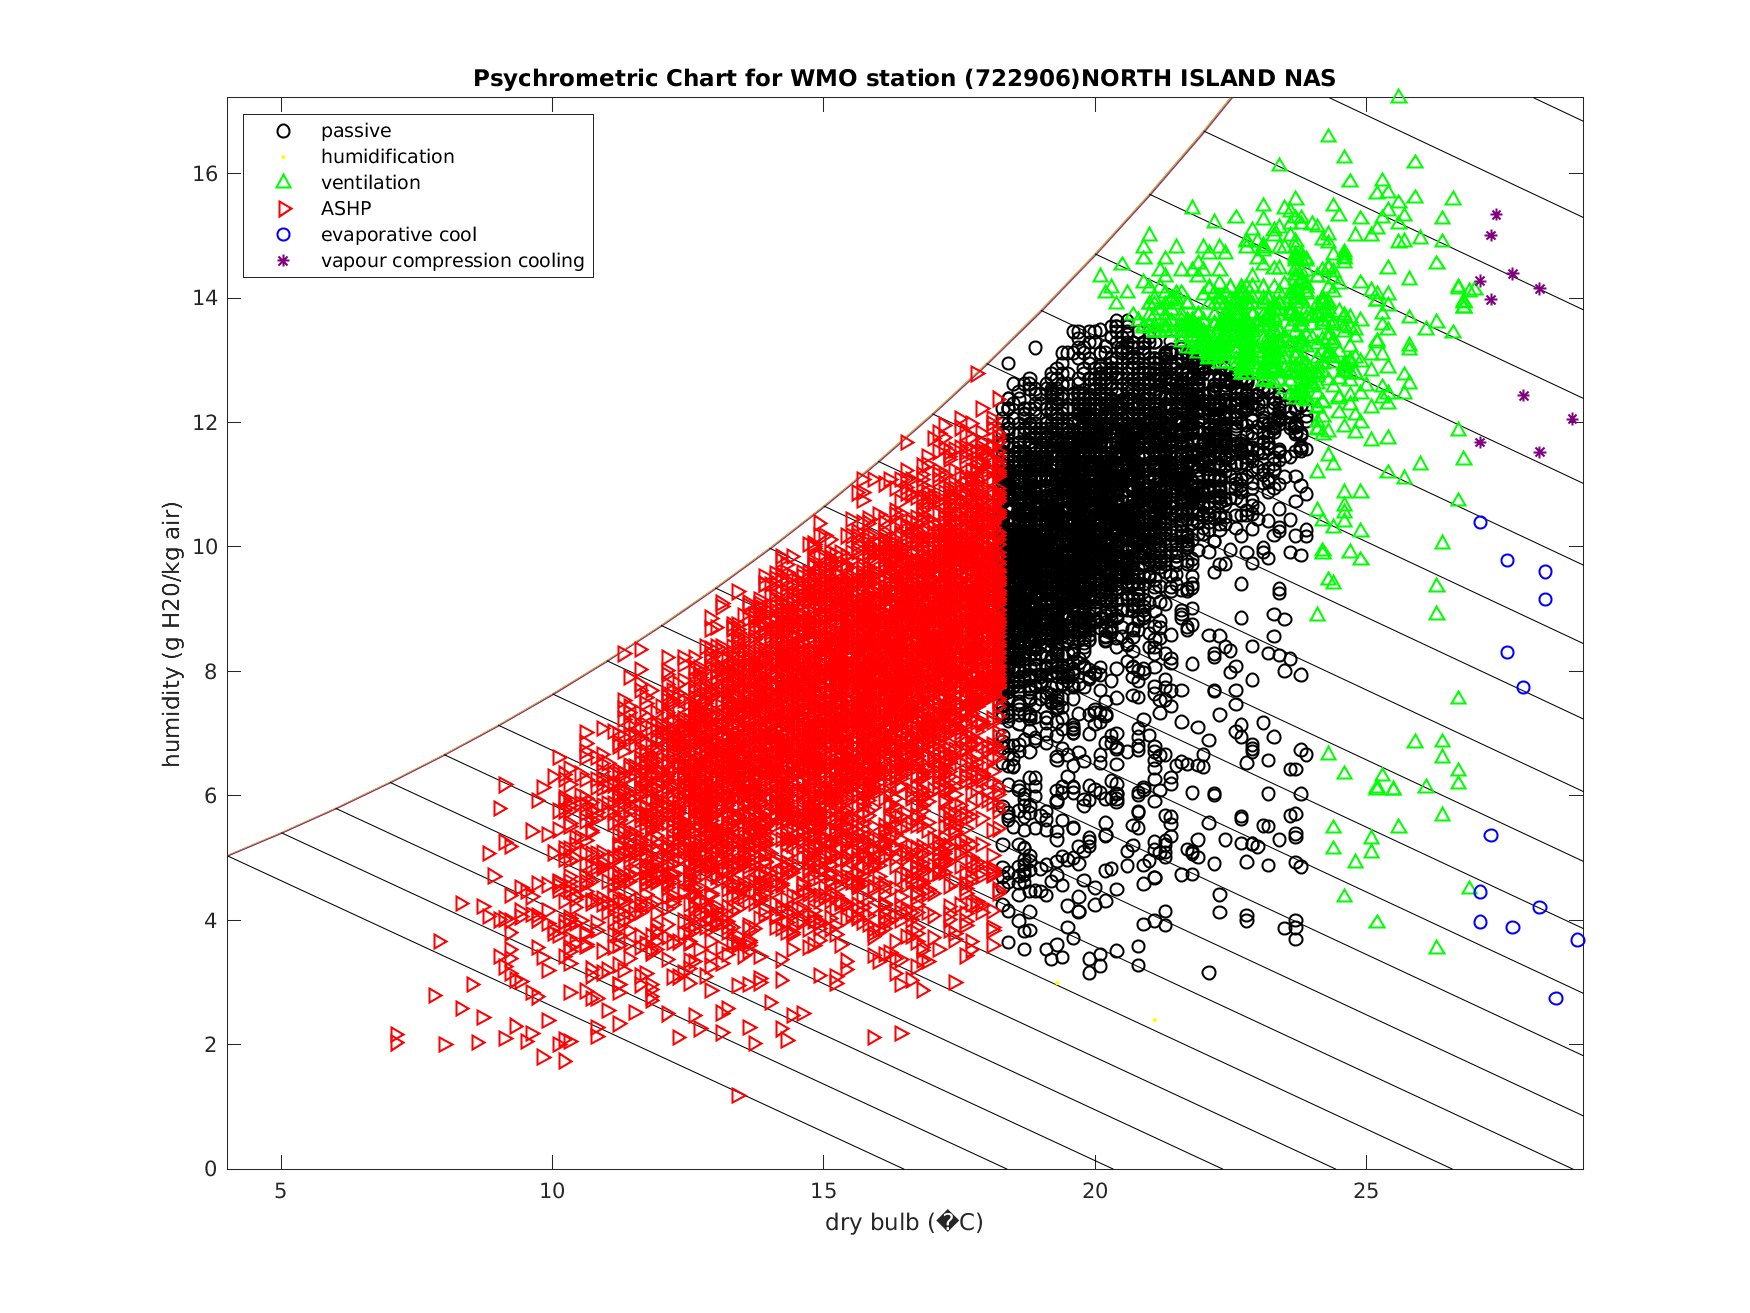 Psychrometric Chart for WMO station (722906)NORTH ISLAND NAS
passive
humidification
ventilation
ASHP
evaporative cool
vapour compression cooling
humidity (g H20/kg air)
16
14
12
10
8
6
4
2
0
5 10 15 20 25
dry bulb (�C)